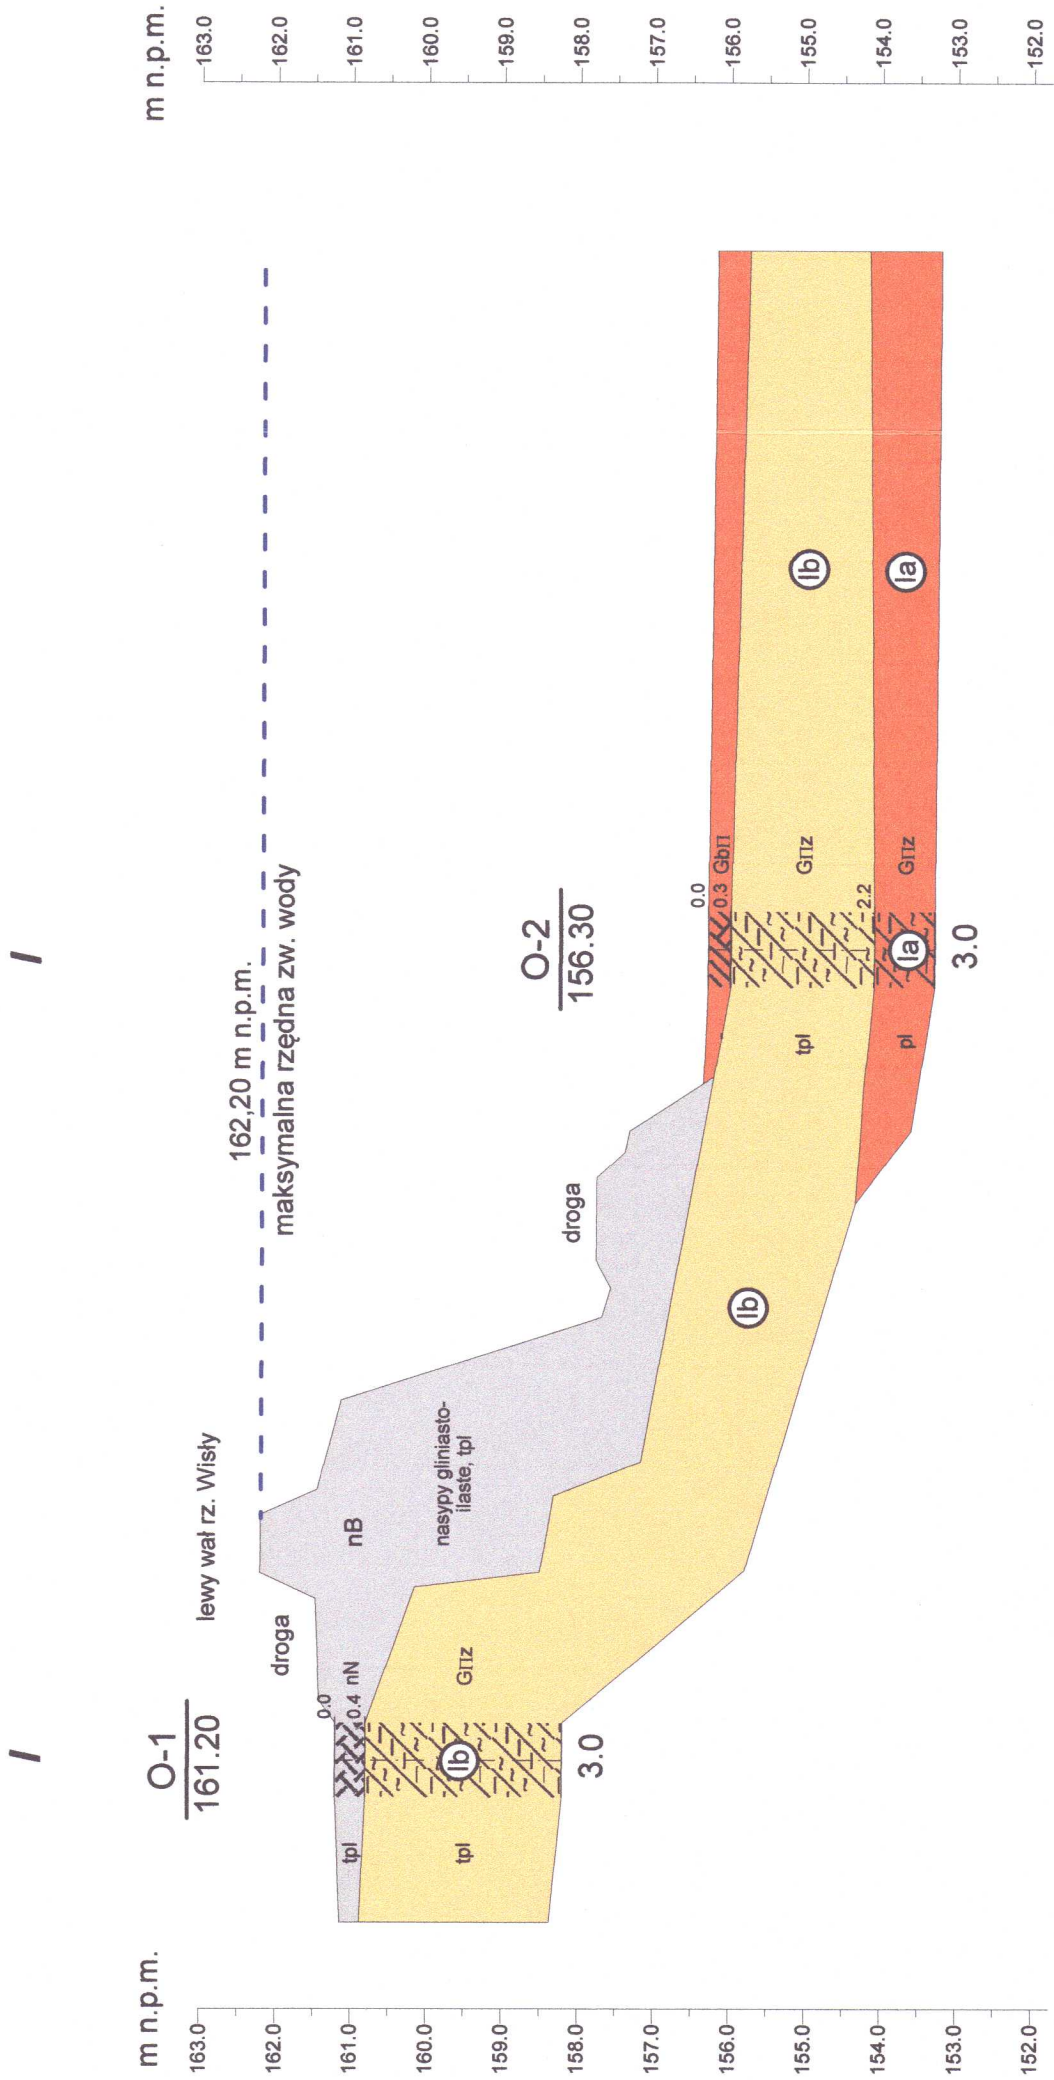 I I
m n.p.m.
163.0
162.0
161.0
160.0
159.0
158.0
157.0
156.0
155.0
154.0
153.0
152.0
O-1
161.20
lewy wał rz. Wisły
droga
0.0
0.4 nN
tpl
nB
nasypy gliniasto-
ilaste, tpl
tpl
Ib
GΠz
3.0
162,20 m n.p.m.
maksymalna rzędna zw. wody
droga
Ib
O-2
156.30
0.0
0.3 GbΠ
tpl
GΠz
2.2
pl
Ia
GΠz
3.0
Ib
Ia
m n.p.m.
163.0
162.0
161.0
160.0
159.0
158.0
157.0
156.0
155.0
154.0
153.0
152.0